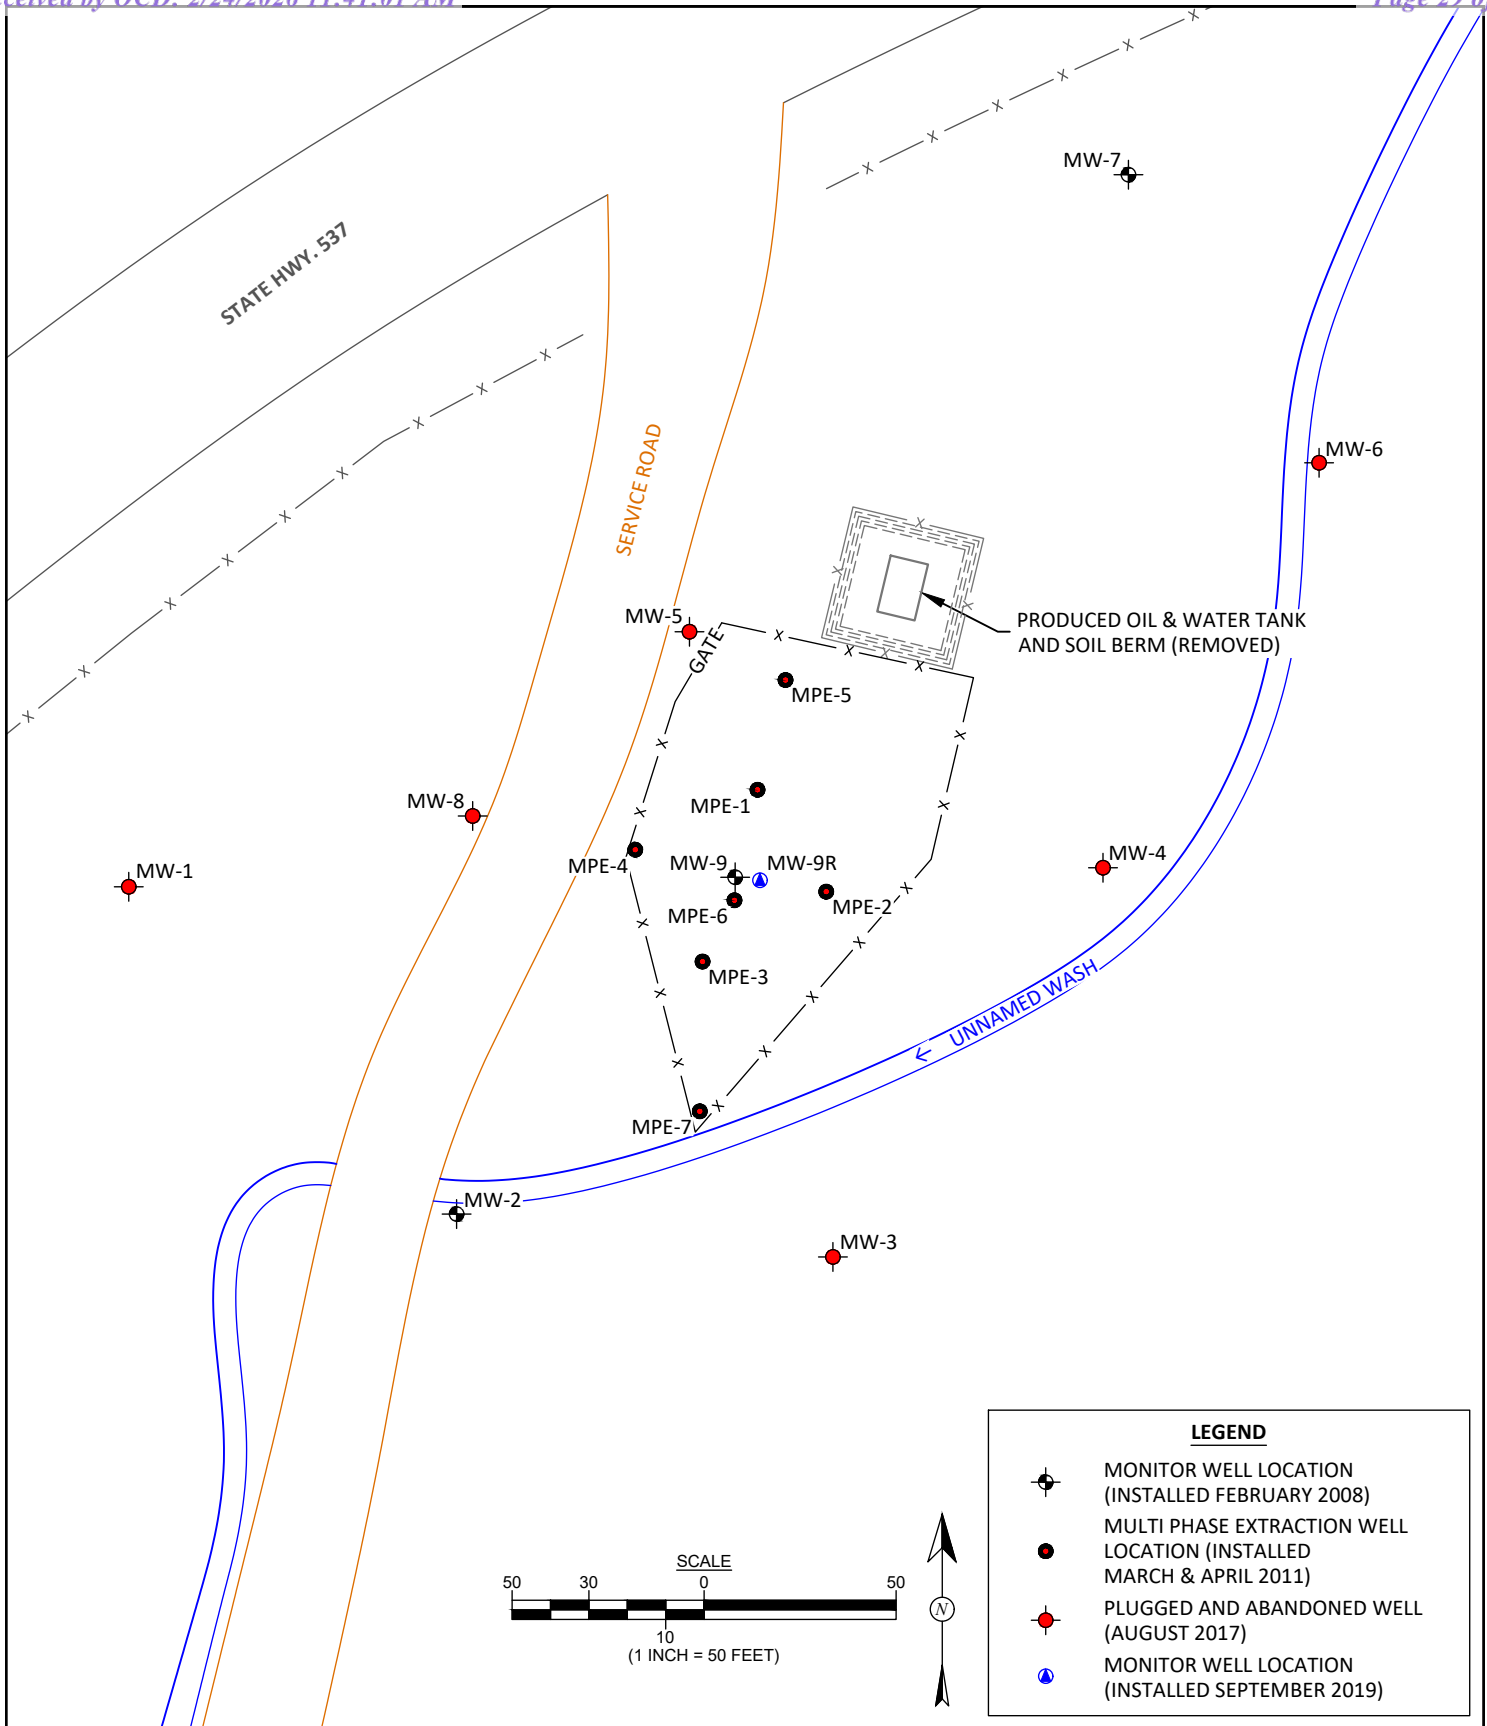 MW-7
STATE HWY. 537
SERVICE ROAD
MW-6
MW-5
GATE
PRODUCED OIL & WATER TANK
AND SOIL BERM (REMOVED)
MPE-5
MPE-1
MW-8
MPE-4
MW-9
MW-9R
MW-4
MW-1
MPE-6
MPE-2
MPE-3
UNNAMED WASH
MPE-7
MW-2
MW-3
LEGEND
MONITOR WELL LOCATION
(INSTALLED FEBRUARY 2008)
MULTI PHASE EXTRACTION WELL
LOCATION (INSTALLED
MARCH & APRIL 2011)
PLUGGED AND ABANDONED WELL
(AUGUST 2017)
MONITOR WELL LOCATION
(INSTALLED SEPTEMBER 2019)
SCALE
50 30 0 50
10
(1 INCH = 50 FEET)
N